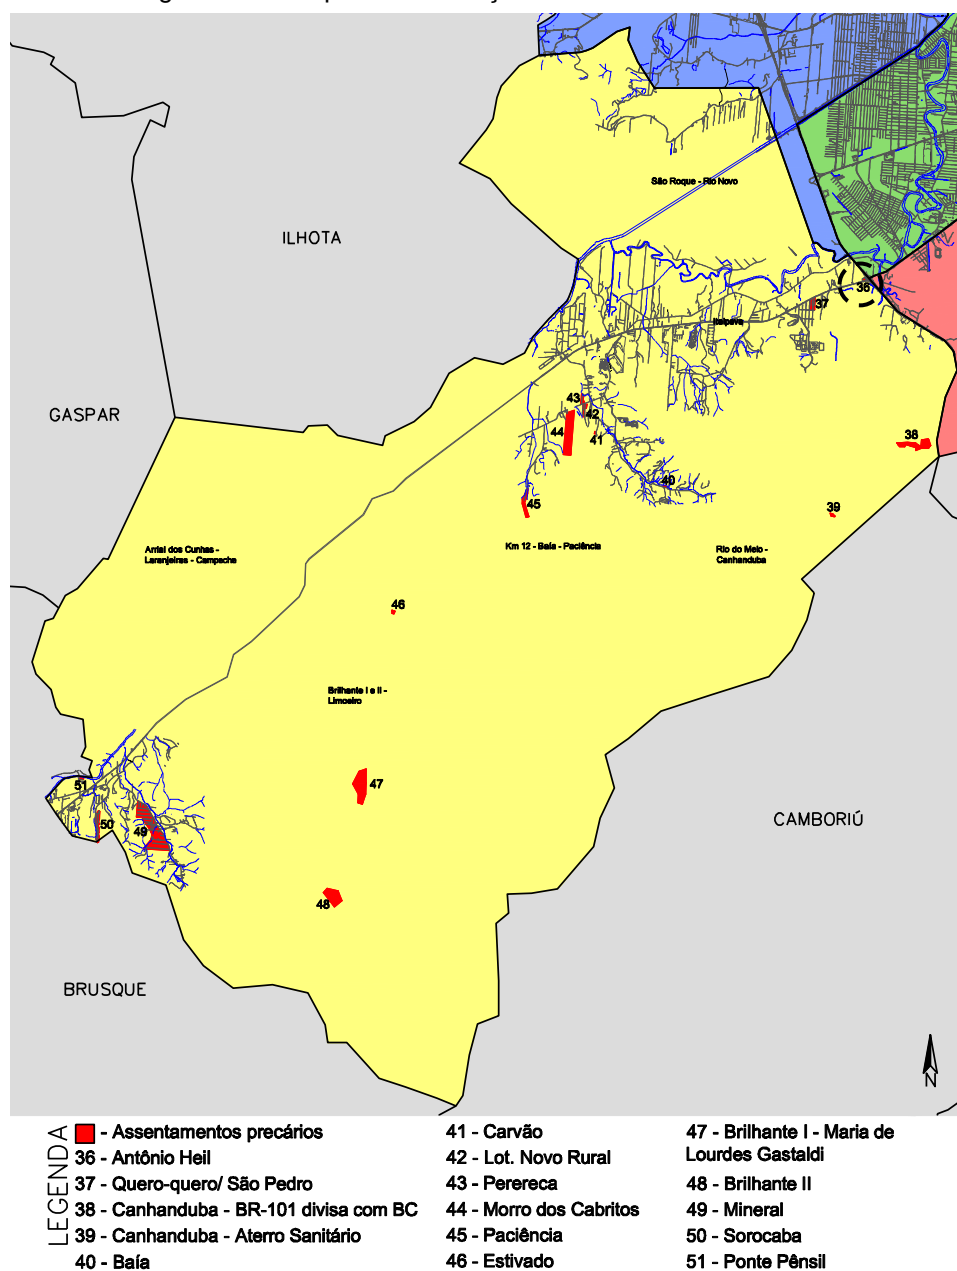 São Roque - Rio Novo
ILHOTA
36
37
Itaipava
GASPAR
43
42
44
41
38
40
45
39
Km 12 - Baía - Paciência
Rio do Meio -
Canhanduba
Arrial dos Cunhas -
Laranjeiras - Campeche
46
Brilhante I e II -
Limoeiro
51
47
50
49
CAMBORIÚ
48
BRUSQUE
N
LEGENDA
- Assentamentos precários
36 - Antônio Heil
37 - Quero-quero/ São Pedro
38 - Canhanduba - BR-101 divisa com BC
39 - Canhanduba - Aterro Sanitário
40 - Baía
41 - Carvão
42 - Lot. Novo Rural
43 - Perereca
44 - Morro dos Cabritos
45 - Paciência
46 - Estivado
47 - Brilhante I - Maria de
Lourdes Gastaldi
48 - Brilhante II
49 - Mineral
50 - Sorocaba
51 - Ponte Pênsil